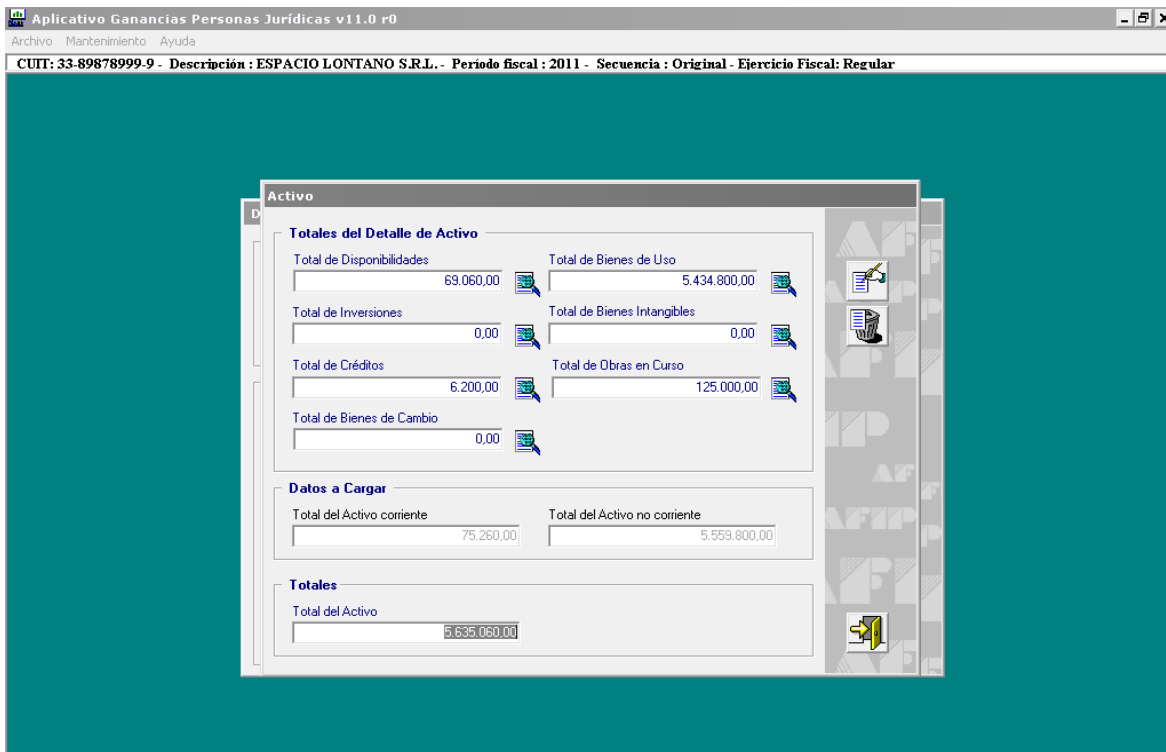 Aplicativo Ganancias Personas Jurídicas v11.0 r0
Archivo Mantenimiento Ayuda
CUIT: 33-89878999-9 - Descripción : ESPACIO LONTANO S.R.L. - Período fiscal : 2011 - Secuencia : Original - Ejercicio Fiscal: Regular
D
Activo
Totales del Detalle de Activo
Total de Disponibilidades Total de Bienes de Uso
69.060,00 5.434.800,00
Total de Inversiones Total de Bienes Intangibles
0,00 0,00
Total de Créditos Total de Obras en Curso
6.200,00 125.000,00
Total de Bienes de Cambio
0,00
Datos a Cargar
Total del Activo corriente Total del Activo no corriente
75.260,00 5.559.800,00
Totales
Total del Activo
5.635.060,00
AFIP